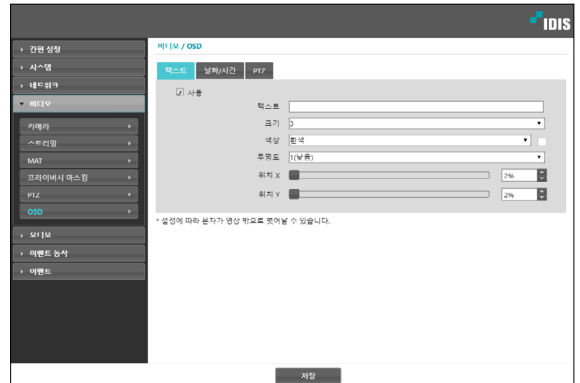 IDIS
간편 설정
시스템
네트워크
비디오
카메라
스트리밍
MAT
프라이버시 마스킹
PTZ
OSD
오디오
이벤트 동작
이벤트
비디오 / OSD
텍스트 날짜/시간 PTZ
사용
텍스트
크기 3
색상 흰색
투명도 1(낮음)
위치 X 2%
위치 Y 2%
* 설정에 따라 문자가 영상 밖으로 벗어날 수 있습니다.
저장